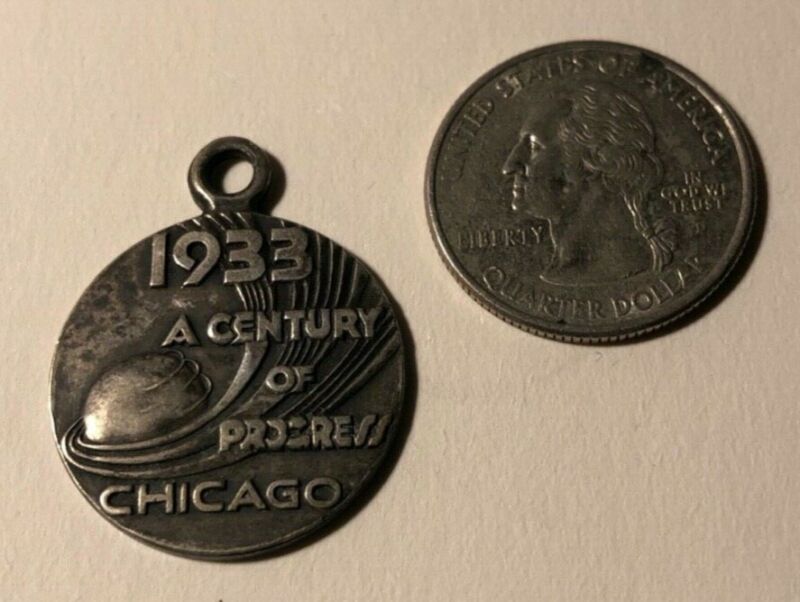 1933
A CENTURY
OF
PROGRESS
CHICAGO
UNITED STATES OF AMERICA
IN
GOD WE
TRUST
LIBERTY
QUARTER DOLLAR